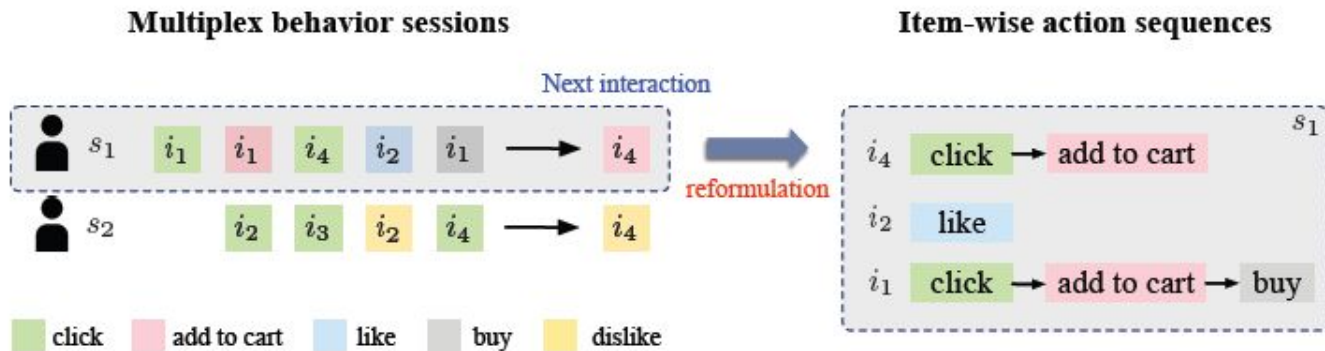 Multiplex behavior sessions
Item-wise action sequences
Next interaction
s₁ i₁ i₁ i₄ i₂ i₁ i₄
reformulation
s₂ i₂ i₃ i₂ i₄ i₄
s₁
i₄ click add to cart
i₂ like
i₁ click add to cart buy
click add to cart like buy dislike